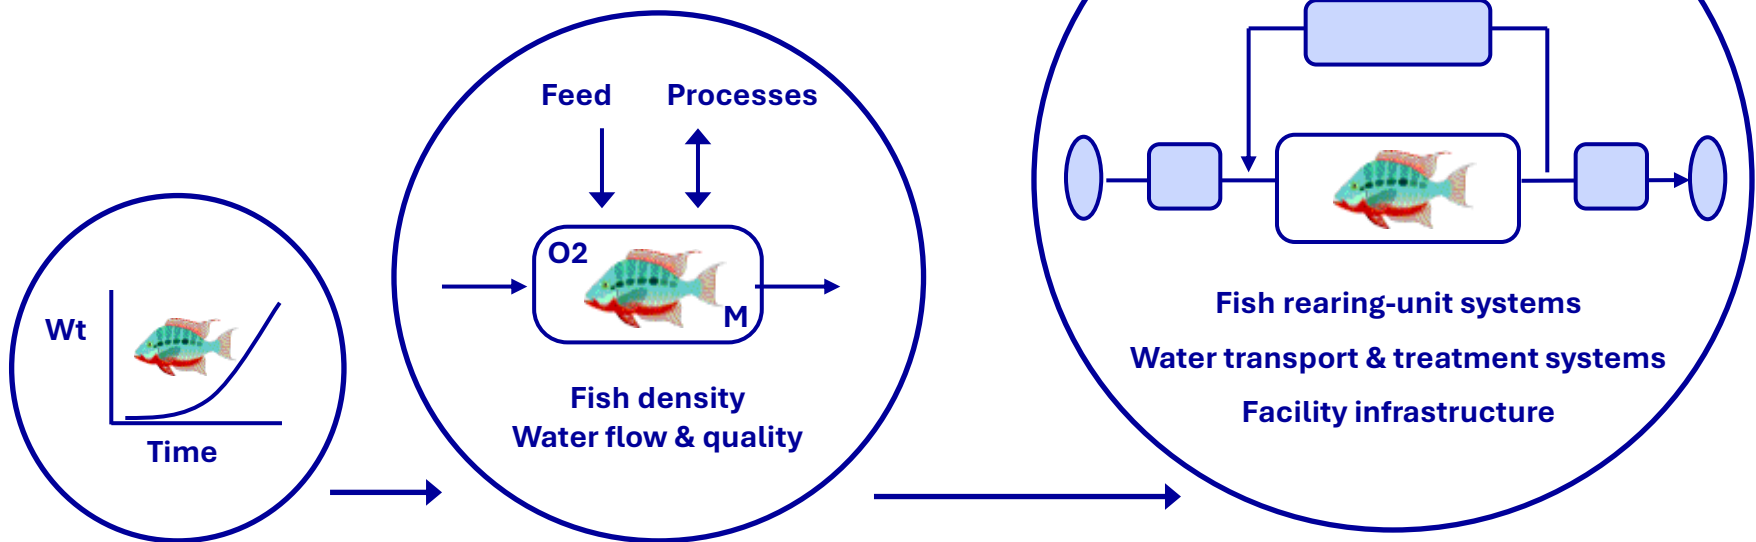 Wt
Time
Feed
Processes
O2
M
Fish density
Water flow & quality
Fish rearing-unit systems
Water transport & treatment systems
Facility infrastructure